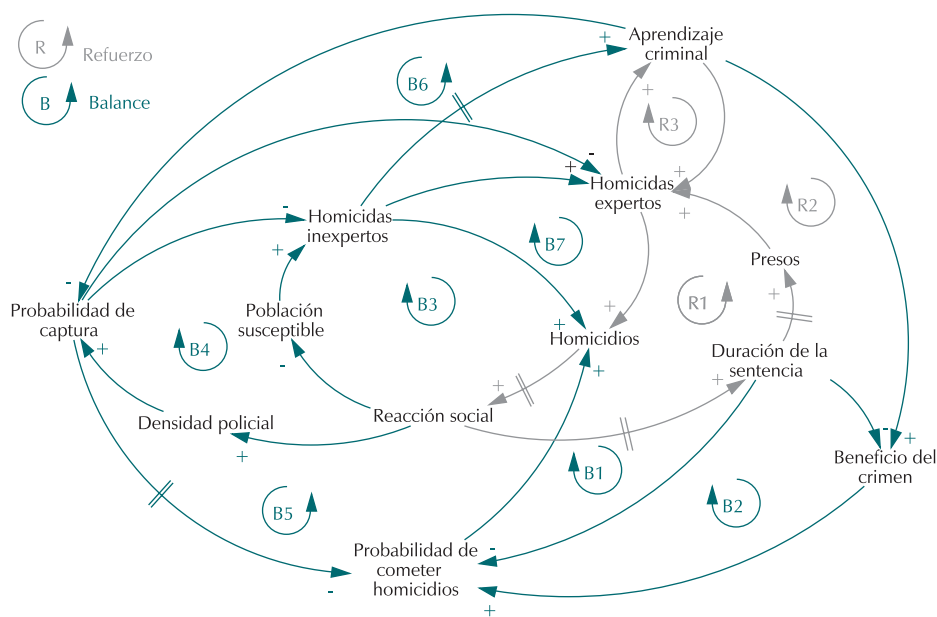 R
Refuerzo
B
Balance
Aprendizaje
criminal
+
B6
+
R3
-
+
+
Homicidas
expertos
+
R2
-
Homicidas
inexpertos
+
B7
Presos
-
Probabilidad de
captura
Población
susceptible
B3
+
R1
+
+
Homicidios
+
B4
-
+
+
Duración de la
sentencia
Densidad policial
Reacción social
+
-
+
Beneficio del
crimen
B1
B5
B2
Probabilidad de
cometer
homicidios
-
-
+